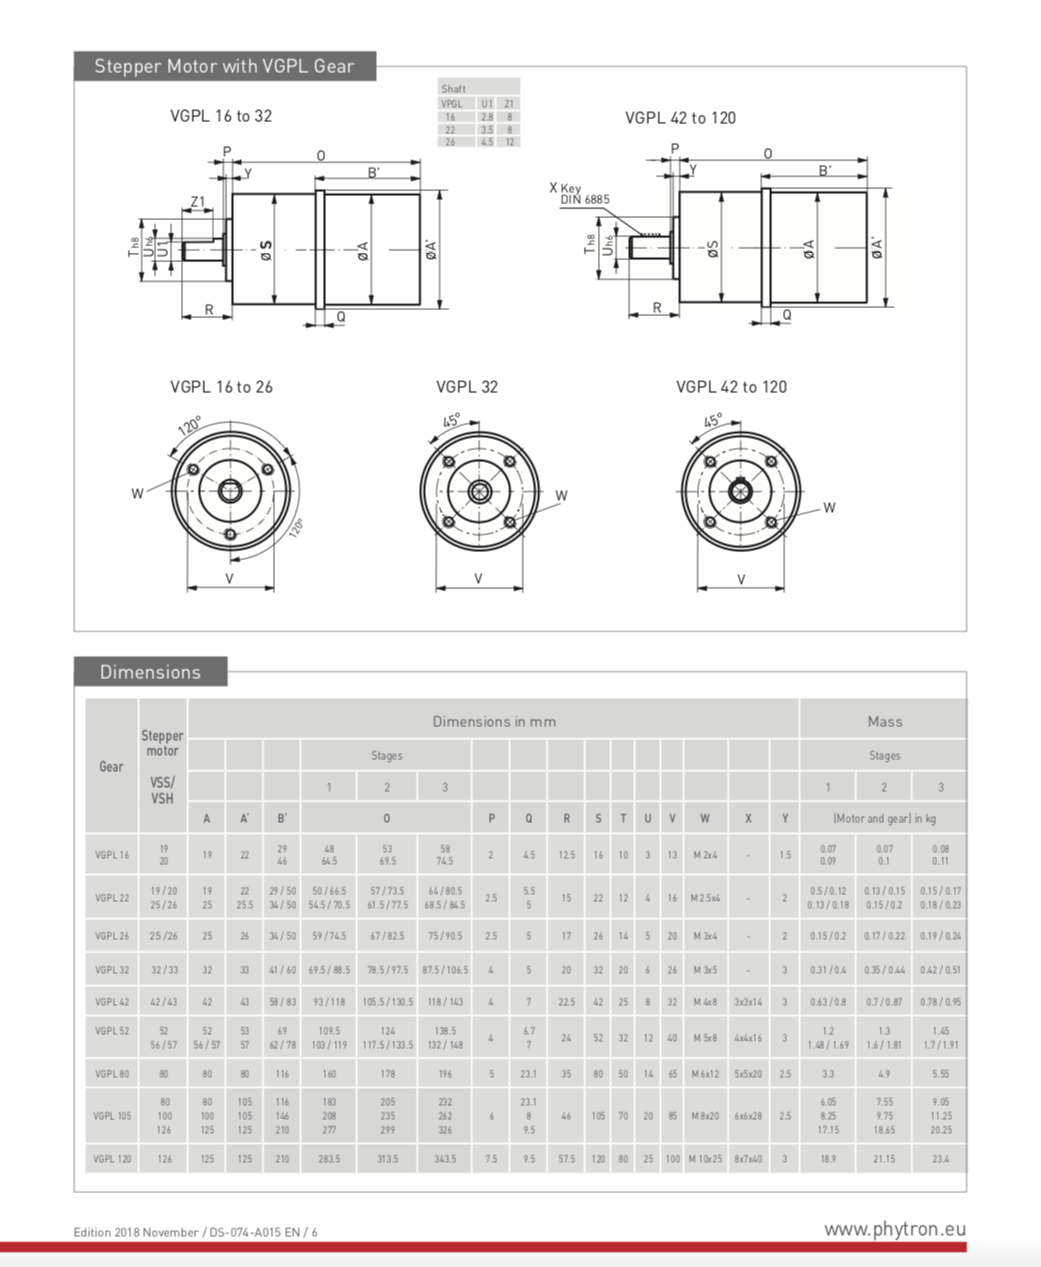 Stepper Motor with VGPL Gear
VGPL 16 to 32
Shaft
VPGL U1 Z1
16 2.8 8
22 3.5 8
26 4.5 12
VGPL 42 to 120
P O
Y B'
Z1
Th8 Uh6 U1 ØS ØA ØA'
R Q
P O
Y B'
X Key
DIN 6885
Th8 Uh6 ØS ØA ØA'
R Q
VGPL 16 to 26 VGPL 32 VGPL 42 to 120
120° 45° 45°
W W W
120°
V V V
Dimensions
Gear Stepper motor VSS/ VSH Dimensions in mm Mass
Stages Stages
1 2 3 1 2 3
A A' B' O P Q R S T U V W X Y (Motor and gear) in kg
VGPL 16 19 19 22 29 48 53 58 2 4.5 12.5 16 10 3 13 M 2x4 - 1.5 0.07 0.07 0.08
20 46 64.5 69.5 74.5 0.09 0.1 0.11
VGPL 22 19 / 20 19 22 29 / 50 50 / 66.5 57 / 73.5 64 / 80.5 2.5 5.5 15 22 12 4 16 M 2.5x4 - 2 0.5 / 0.12 0.13 / 0.15 0.15 / 0.17
25 / 26 25 25.5 34 / 50 54.5 / 70.5 61.5 / 77.5 68.5 / 84.5 5 0.13 / 0.18 0.15 / 0.2 0.18 / 0.23
VGPL 26 25 /26 25 26 34 / 50 59 / 74.5 67 / 82.5 75 / 90.5 2.5 5 17 26 14 5 20 M 3x4 - 2 0.15 / 0.2 0.17 / 0.22 0.19 / 0.24
VGPL 32 32 / 33 32 33 41 / 60 69.5 / 88.5 78.5 / 97.5 87.5 / 106.5 4 5 20 32 20 6 26 M 3x5 - 3 0.31 / 0.4 0.35 / 0.44 0.42 / 0.51
VGPL 42 42 / 43 42 43 58 / 83 93 / 118 105.5 / 130.5 118 / 143 4 7 22.5 42 25 8 32 M 4x8 3x3x14 3 0.63 / 0.8 0.7 / 0.87 0.78 / 0.95
VGPL 52 52 52 53 69 109.5 124 138.5 4 6.7 24 52 32 12 40 M 5x8 4x4x16 3 1.2 1.3 1.45
56 / 57 56 / 57 57 62 / 78 103 / 119 117.5 / 133.5 132 / 148 7 1.48 / 1.69 1.6 / 1.81 1.7 / 1.91
VGPL 80 80 80 80 116 160 178 196 5 23.1 35 80 50 14 65 M 6x12 5x5x20 2.5 3.3 4.9 5.55
80 80 105 116 183 205 232 23.1 6.05 7.55 9.05
VGPL 105 100 100 105 146 208 235 262 6 8 46 105 70 20 85 M 8x20 6x6x28 2.5 8.25 9.75 11.25
126 125 125 210 277 299 326 9.5 17.15 18.65 20.25
VGPL 120 126 125 125 210 283.5 313.5 343.5 7.5 9.5 57.5 120 80 25 100 M 10x25 8x7x40 3 18.9 21.15 23.4
Edition 2018 November / DS-074-A015 EN / 6
www.phytron.eu